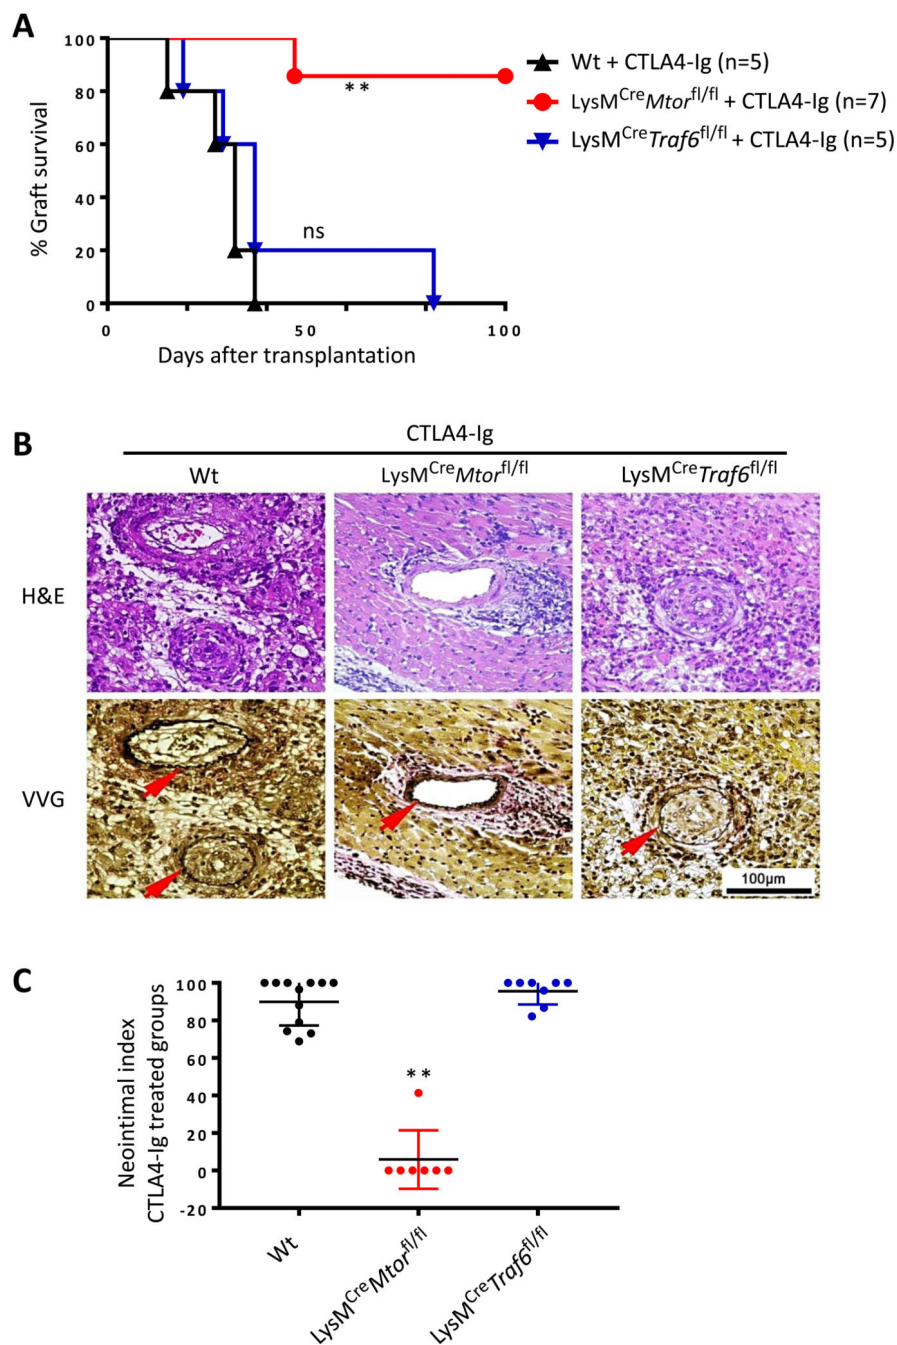 A
100
80
60
40
20
0
% Graft survival
0 50 100
Days after transplantation
**
ns
Wt + CTLA4-Ig (n=5)
LysMCreMtorfl/fl + CTLA4-Ig (n=7)
LysMCreTraf6fl/fl + CTLA4-Ig (n=5)
B
CTLA4-Ig
Wt LysMCreMtorfl/fl LysMCreTraf6fl/fl
H&E
VVG
100µm
C
Neointimal index
CTLA4-Ig treated groups
100
80
60
40
20
0
-20
**
Wt
LysMCreMtorfl/fl
LysMCreTraf6fl/fl